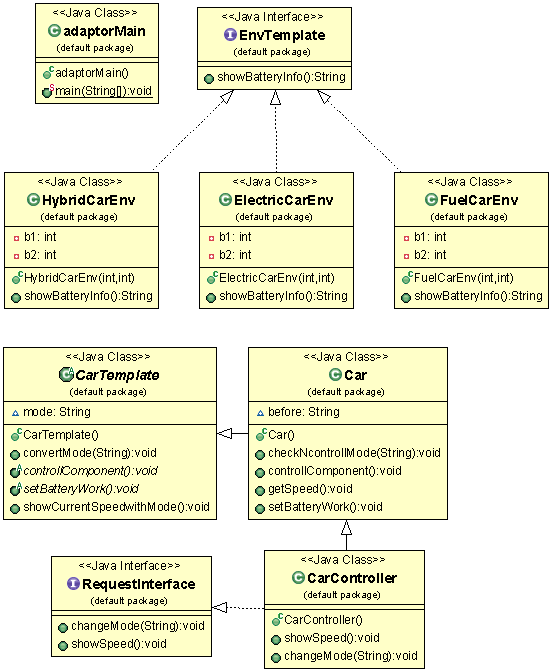 <<Java Class>>
adaptorMain
(default package)
adaptorMain()
main(String[]):void
<<Java Interface>>
EnvTemplate
(default package)
showBatteryInfo():String
<<Java Class>>
HybridCarEnv
(default package)
b1: int
b2: int
HybridCarEnv(int,int)
showBatteryInfo():String
<<Java Class>>
ElectricCarEnv
(default package)
b1: int
b2: int
ElectricCarEnv(int,int)
showBatteryInfo():String
<<Java Class>>
FuelCarEnv
(default package)
b1: int
b2: int
FuelCarEnv(int,int)
showBatteryInfo():String
<<Java Class>>
CarTemplate
(default package)
mode: String
CarTemplate()
convertMode(String):void
controllComponent():void
setBatteryWork():void
showCurrentSpeedwithMode():void
<<Java Class>>
Car
(default package)
before: String
Car()
checkNcontrollMode(String):void
controllComponent():void
getSpeed():void
setBatteryWork():void
<<Java Interface>>
RequestInterface
(default package)
changeMode(String):void
showSpeed():void
<<Java Class>>
CarController
(default package)
CarController()
showSpeed():void
changeMode(String):void